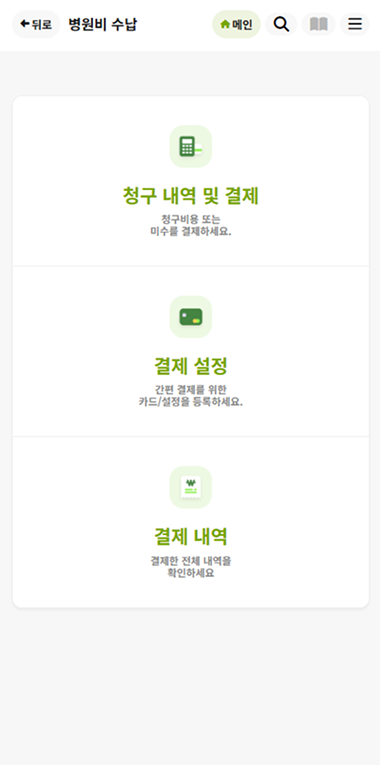 뒤로 병원비 수납 메인
청구 내역 및 결제
청구비용 또는
미수를 결제하세요.
결제 설정
간편 결제를 위한
카드/설정을 등록하세요.
₩
결제 내역
결제한 전체 내역을
확인하세요